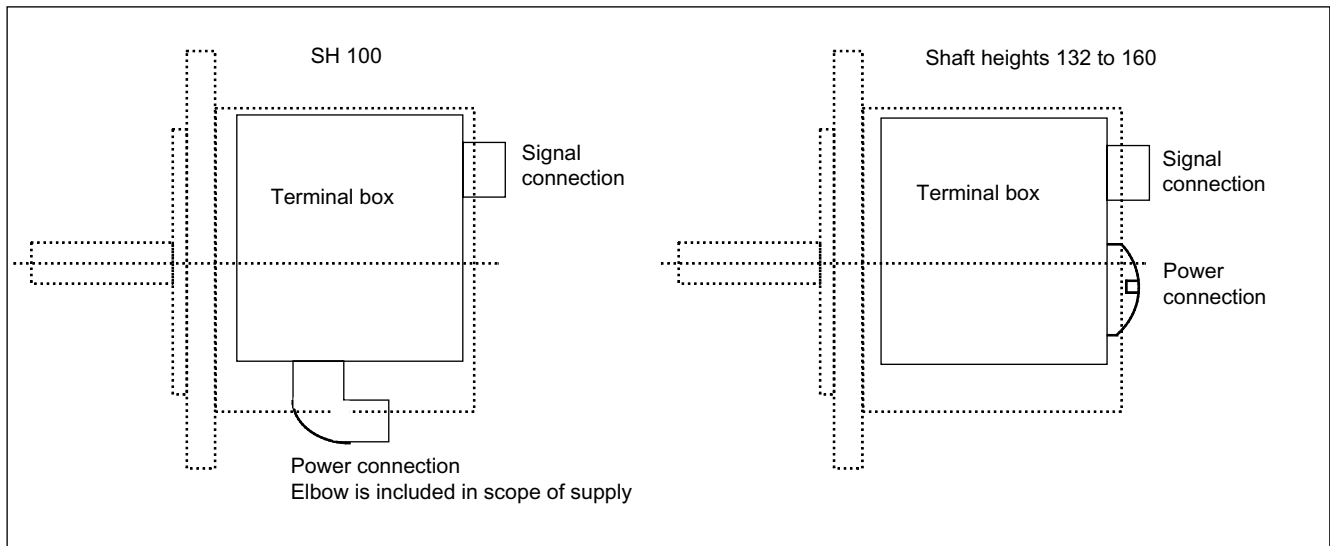 SH 100
Signal
connection
Terminal box
Power connection
Elbow is included in scope of supply
Shaft heights 132 to 160
Signal
connection
Terminal box
Power
connection